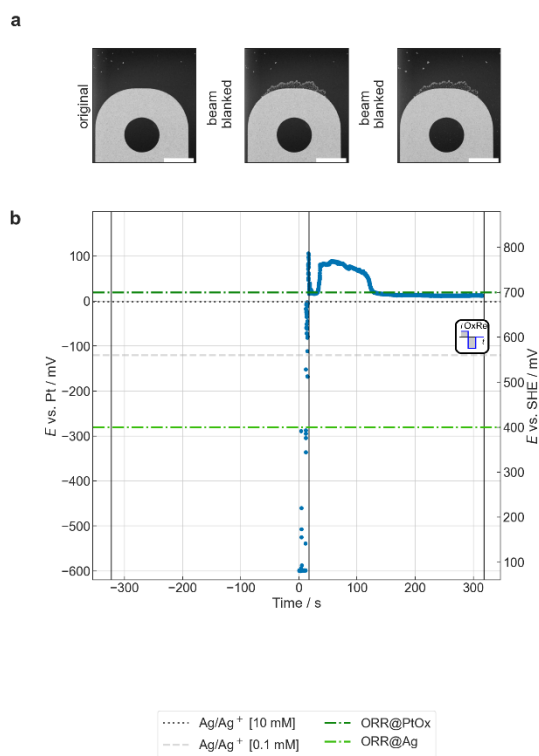 a
original
beam
blanked
beam
blanked
b
E vs. Pt / mV
100
0
−100
−200
−300
−400
−500
−600
−300
−200
−100
0
100
200
300
Time / s
800
700
600
500
400
300
200
100
E vs. SHE / mV
I OxRe
t
Ag/Ag⁺ [10 mM]
Ag/Ag⁺ [0.1 mM]
ORR@PtOx
ORR@Ag